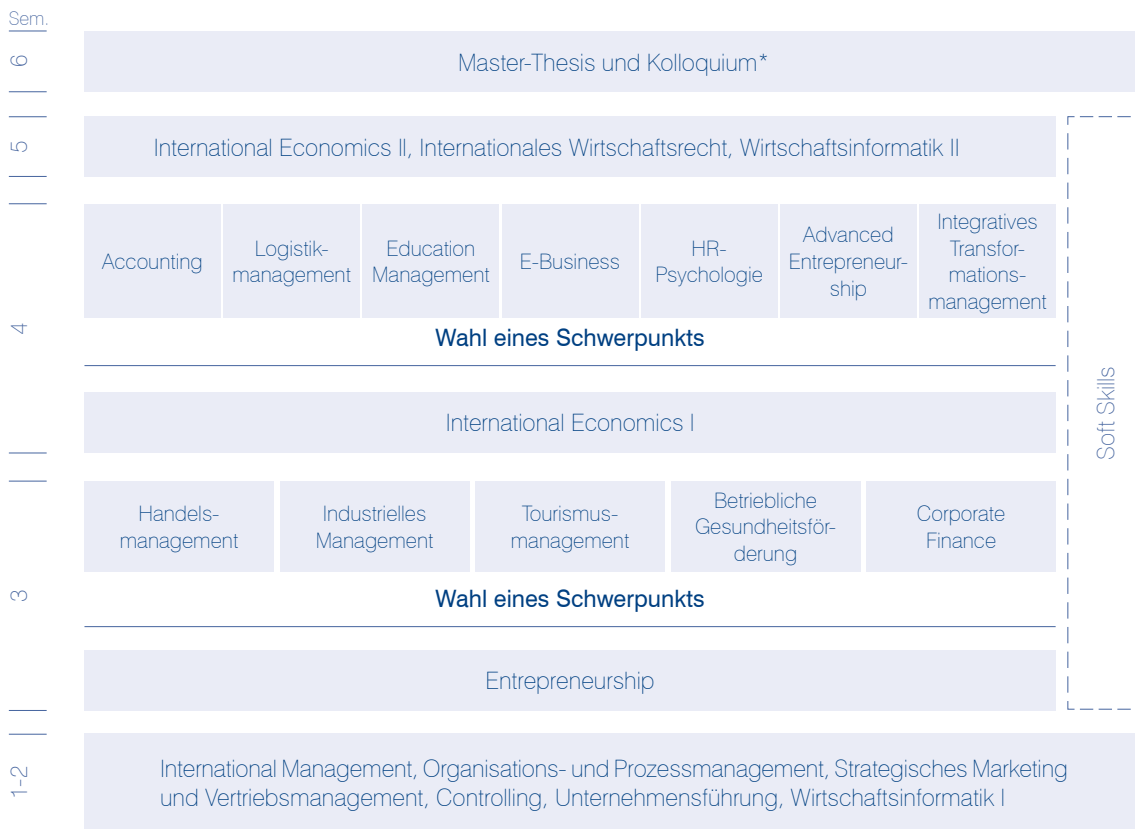 Sem.
6
Master-Thesis und Kolloquium*
5
International Economics II, Internationales Wirtschaftsrecht, Wirtschaftsinformatik II
4
Accounting
Logistik-
management
Education
Management
E-Business
HR-
Psychologie
Advanced
Entrepreneur-
ship
Integratives
Transfor-
mations-
management
Wahl eines Schwerpunkts
International Economics I
Soft Skills
3
Handels-
management
Industrielles
Management
Tourismus-
management
Betriebliche
Gesundheitsför-
derung
Corporate
Finance
Wahl eines Schwerpunkts
Entrepreneurship
1-2
International Management, Organisations- und Prozessmanagement, Strategisches Marketing
und Vertriebsmanagement, Controlling, Unternehmensführung, Wirtschaftsinformatik I